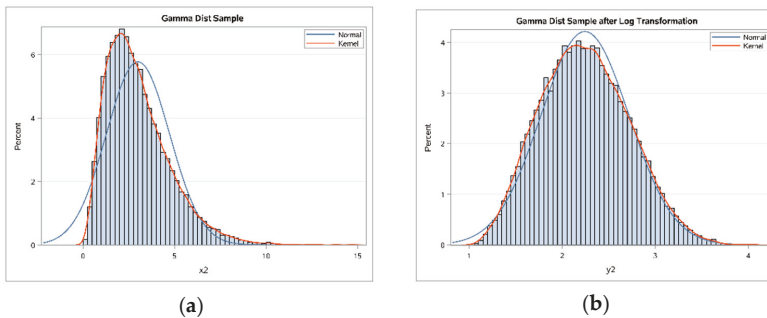 Gamma Dist Sample
Normal
Kernel
6
4
2
0
Percent
0 5 10 15
x2
(a)
Gamma Dist Sample after Log Transformation
Normal
Kernel
4
3
2
1
0
Percent
1 2 3 4
y2
(b)